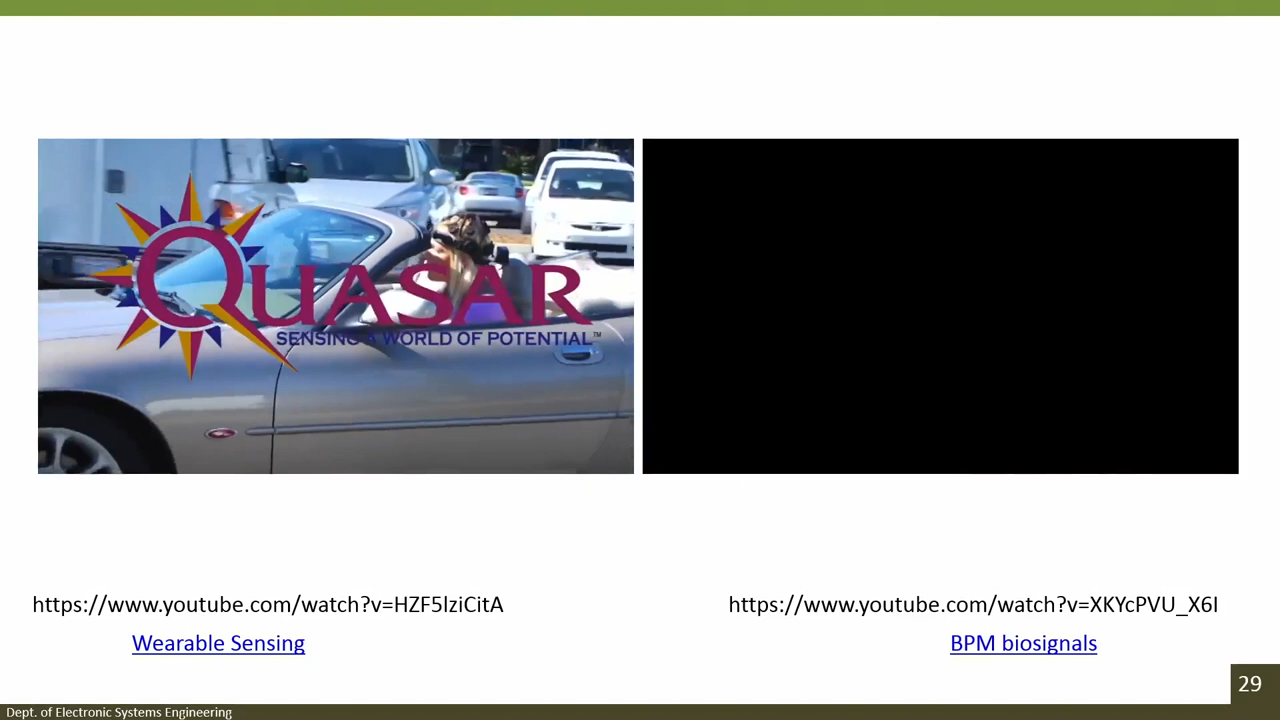 QUASAR
SENSING A WORLD OF POTENTIAL™
https://www.youtube.com/watch?v=HZF5lziCitA
https://www.youtube.com/watch?v=XKYcPVU_X6I
Wearable Sensing
BPM biosignals
29
Dept. of Electronic Systems Engineering